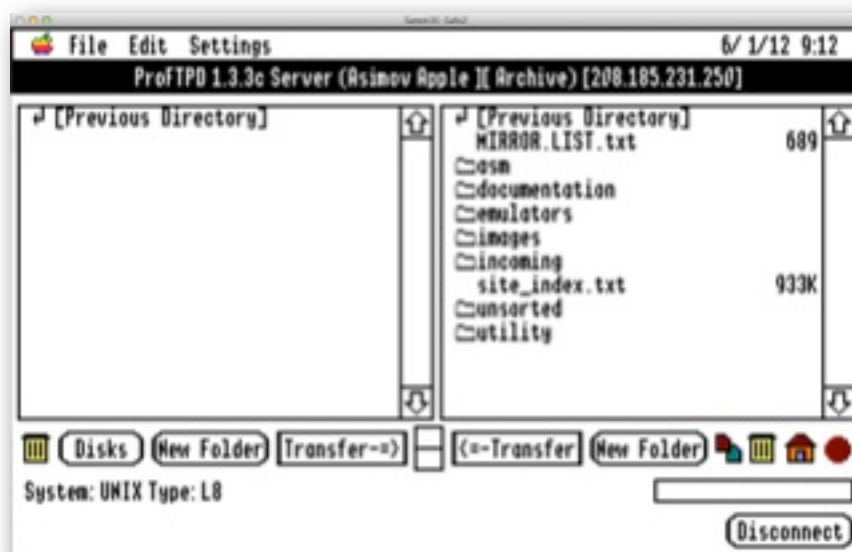 File Edit Settings 6/ 1/12 9:12
ProFTPD 1.3.3c Server (Asimov Apple ][ Archive) [208.185.231.250]
[Previous Directory]
[Previous Directory]
MIRROR.LIST.txt 689
asm
documentation
emulators
images
incoming
site_index.txt 933K
unsorted
utility
Disks New Folder Transfer-=> <=-Transfer New Folder
System: UNIX Type: L8
Disconnect